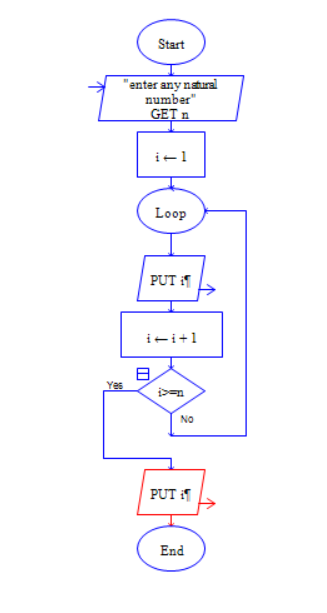 Start
"enter any natural
number"
GET n
i ← 1
Loop
PUT i¶
i ← i + 1
i>=n
Yes
No
PUT i¶
End